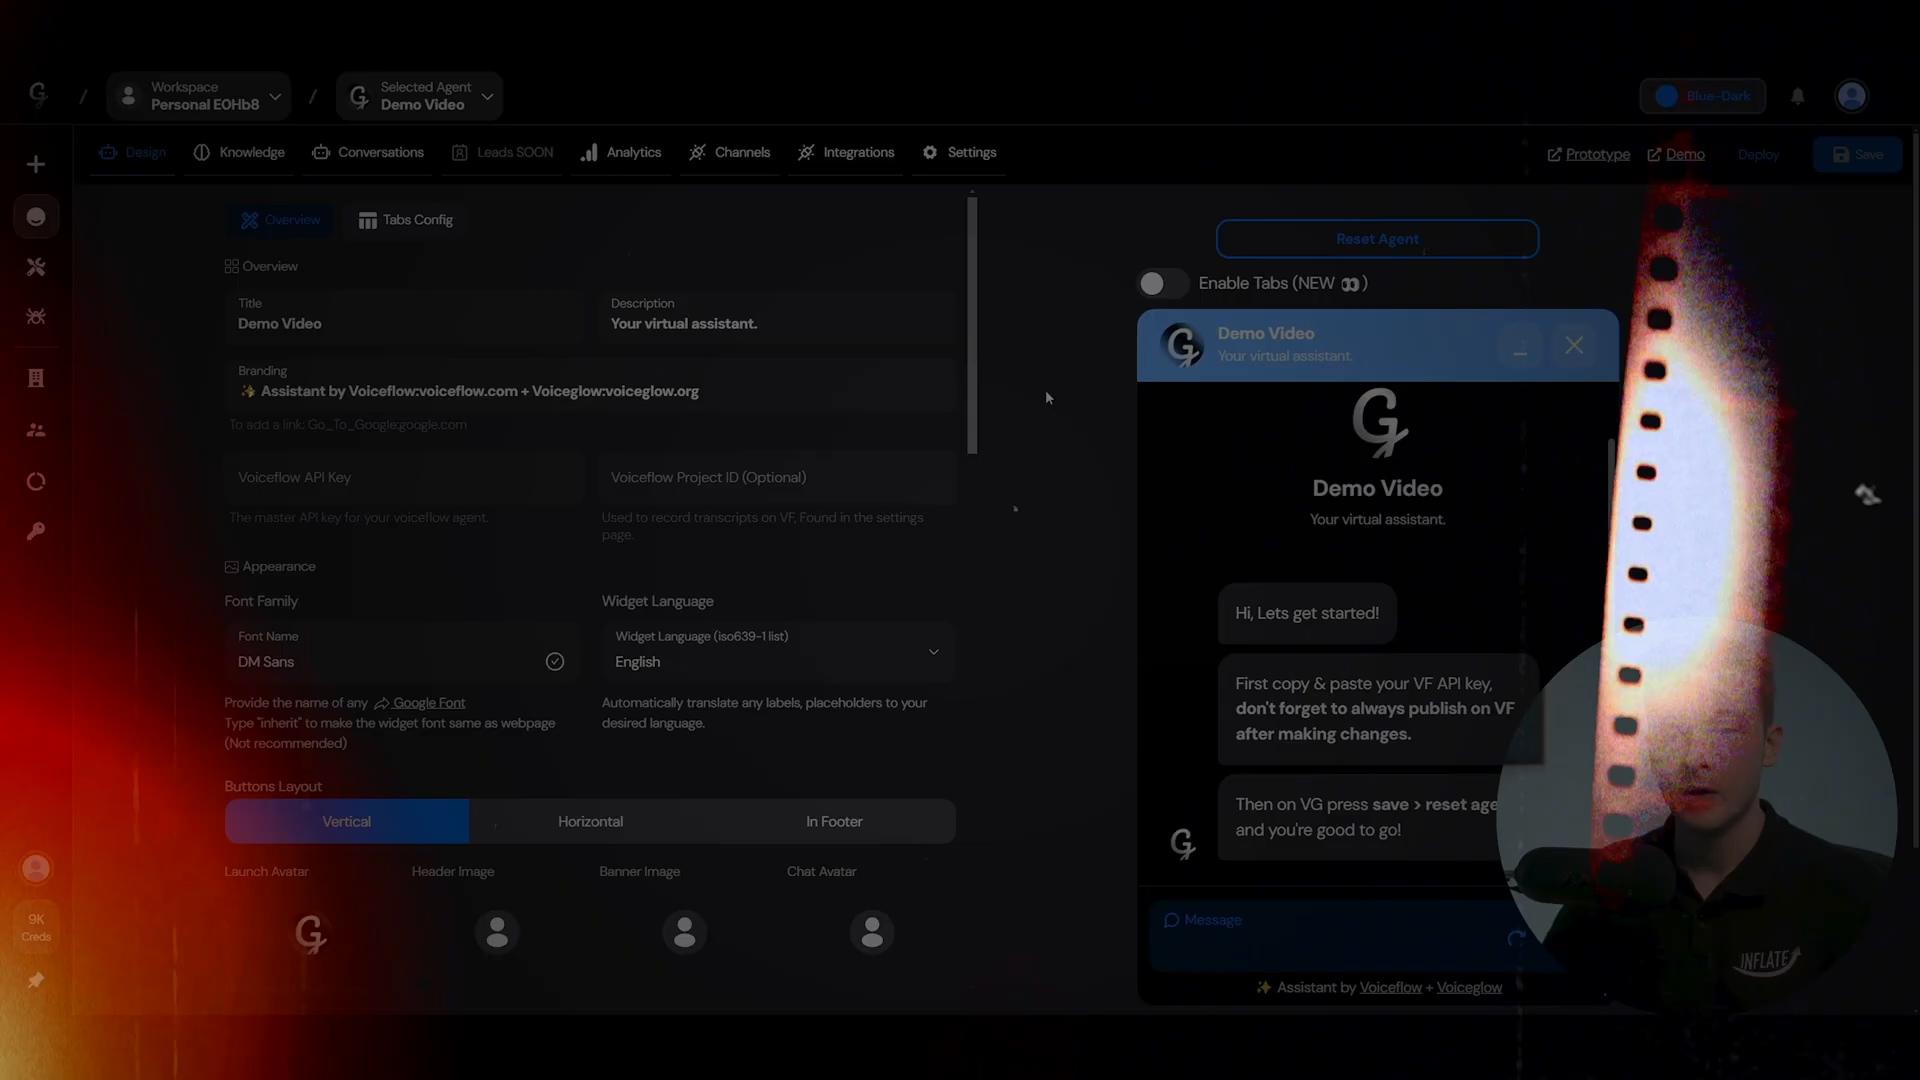 Workspace
Personal E0Hb8
Selected Agent
Demo Video
Blue-Dark
Design
Knowledge
Conversations
Leads SOON
Analytics
Channels
Integrations
Settings
Prototype
Demo
Deploy
Save
Overview
Tabs Config
Overview
Title
Demo Video
Description
Your virtual assistant.
Branding
✨ Assistant by Voiceflow:voiceflow.com + Voiceglow:voiceglow.org
To add a link: Go_To_Google:google.com
Voiceflow API Key
The master API key for your voiceflow agent.
Voiceflow Project ID (Optional)
Used to record transcripts on VF, Found in the settings
page.
Appearance
Font Family
Font Name
DM Sans
Provide the name of any Google Font
Type "inherit" to make the widget font same as webpage
(Not recommended)
Widget Language
Widget Language (iso639-1 list)
English
Automatically translate any labels, placeholders to your
desired language.
Buttons Layout
Vertical
Horizontal
In Footer
Launch Avatar
Header Image
Banner Image
Chat Avatar
9K
Creds
Reset Agent
Enable Tabs (NEW 👀)
Demo Video
Your virtual assistant.
Demo Video
Your virtual assistant.
Hi, Lets get started!
First copy & paste your VF API key,
don't forget to always publish on VF
after making changes.
Then on VG press save > reset age
and you're good to go!
Message
✨ Assistant by Voiceflow + Voiceglow
INFLATE